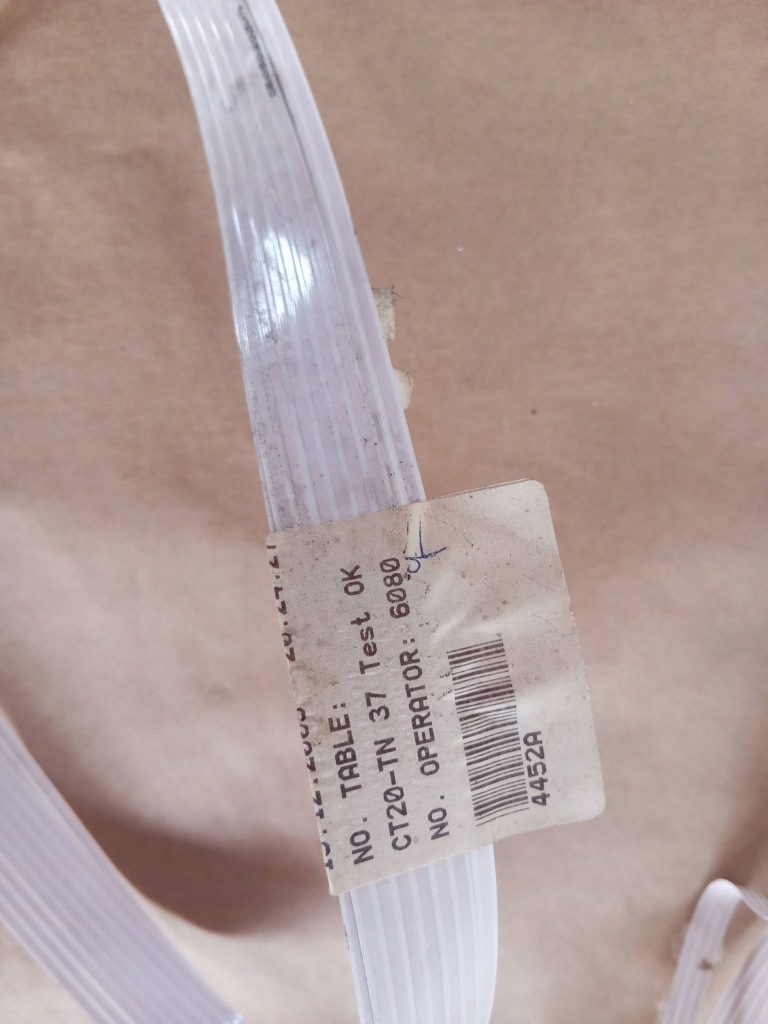 NO. TABLE:
CT20-TN 37 Test OK
NO. OPERATOR: 6080
4452A